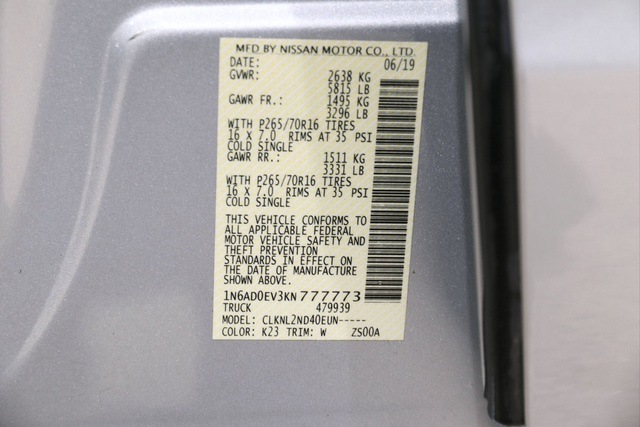 MFD BY NISSAN MOTOR CO., LTD.
DATE: 06/19
GVWR: 2638 KG
5815 LB
GAWR FR.: 1495 KG
3296 LB
WITH P265/70R16 TIRES
16 X 7.0 RIMS AT 35 PSI
COLD SINGLE
GAWR RR.: 1511 KG
3331 LB
WITH P265/70R16 TIRES
16 X 7.0 RIMS AT 35 PSI
COLD SINGLE
THIS VEHICLE CONFORMS TO
ALL APPLICABLE FEDERAL
MOTOR VEHICLE SAFETY AND
THEFT PREVENTION
STANDARDS IN EFFECT ON
THE DATE OF MANUFACTURE
SHOWN ABOVE.
1N6AD0EV3KN777773
TRUCK 479939
MODEL: CLKNL2ND40EUN-----
COLOR: K23 TRIM: W ZS00A